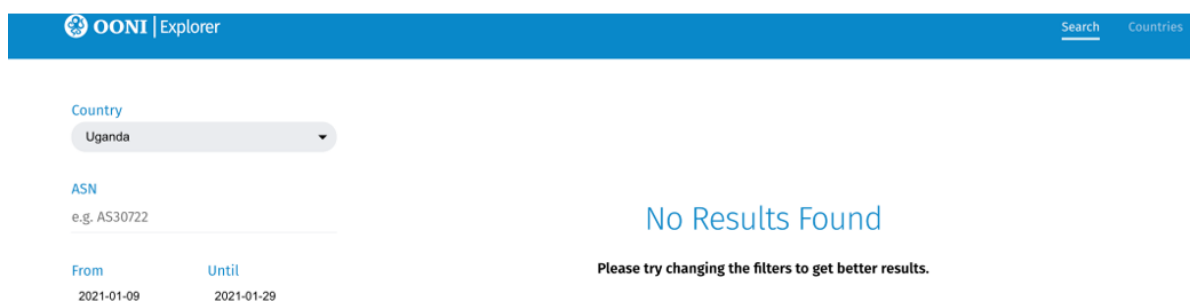 OONI | Explorer
Search Countries
Country
Uganda
ASN
e.g. AS30722
No Results Found
From Until
Please try changing the filters to get better results.
2021-01-09 2021-01-29